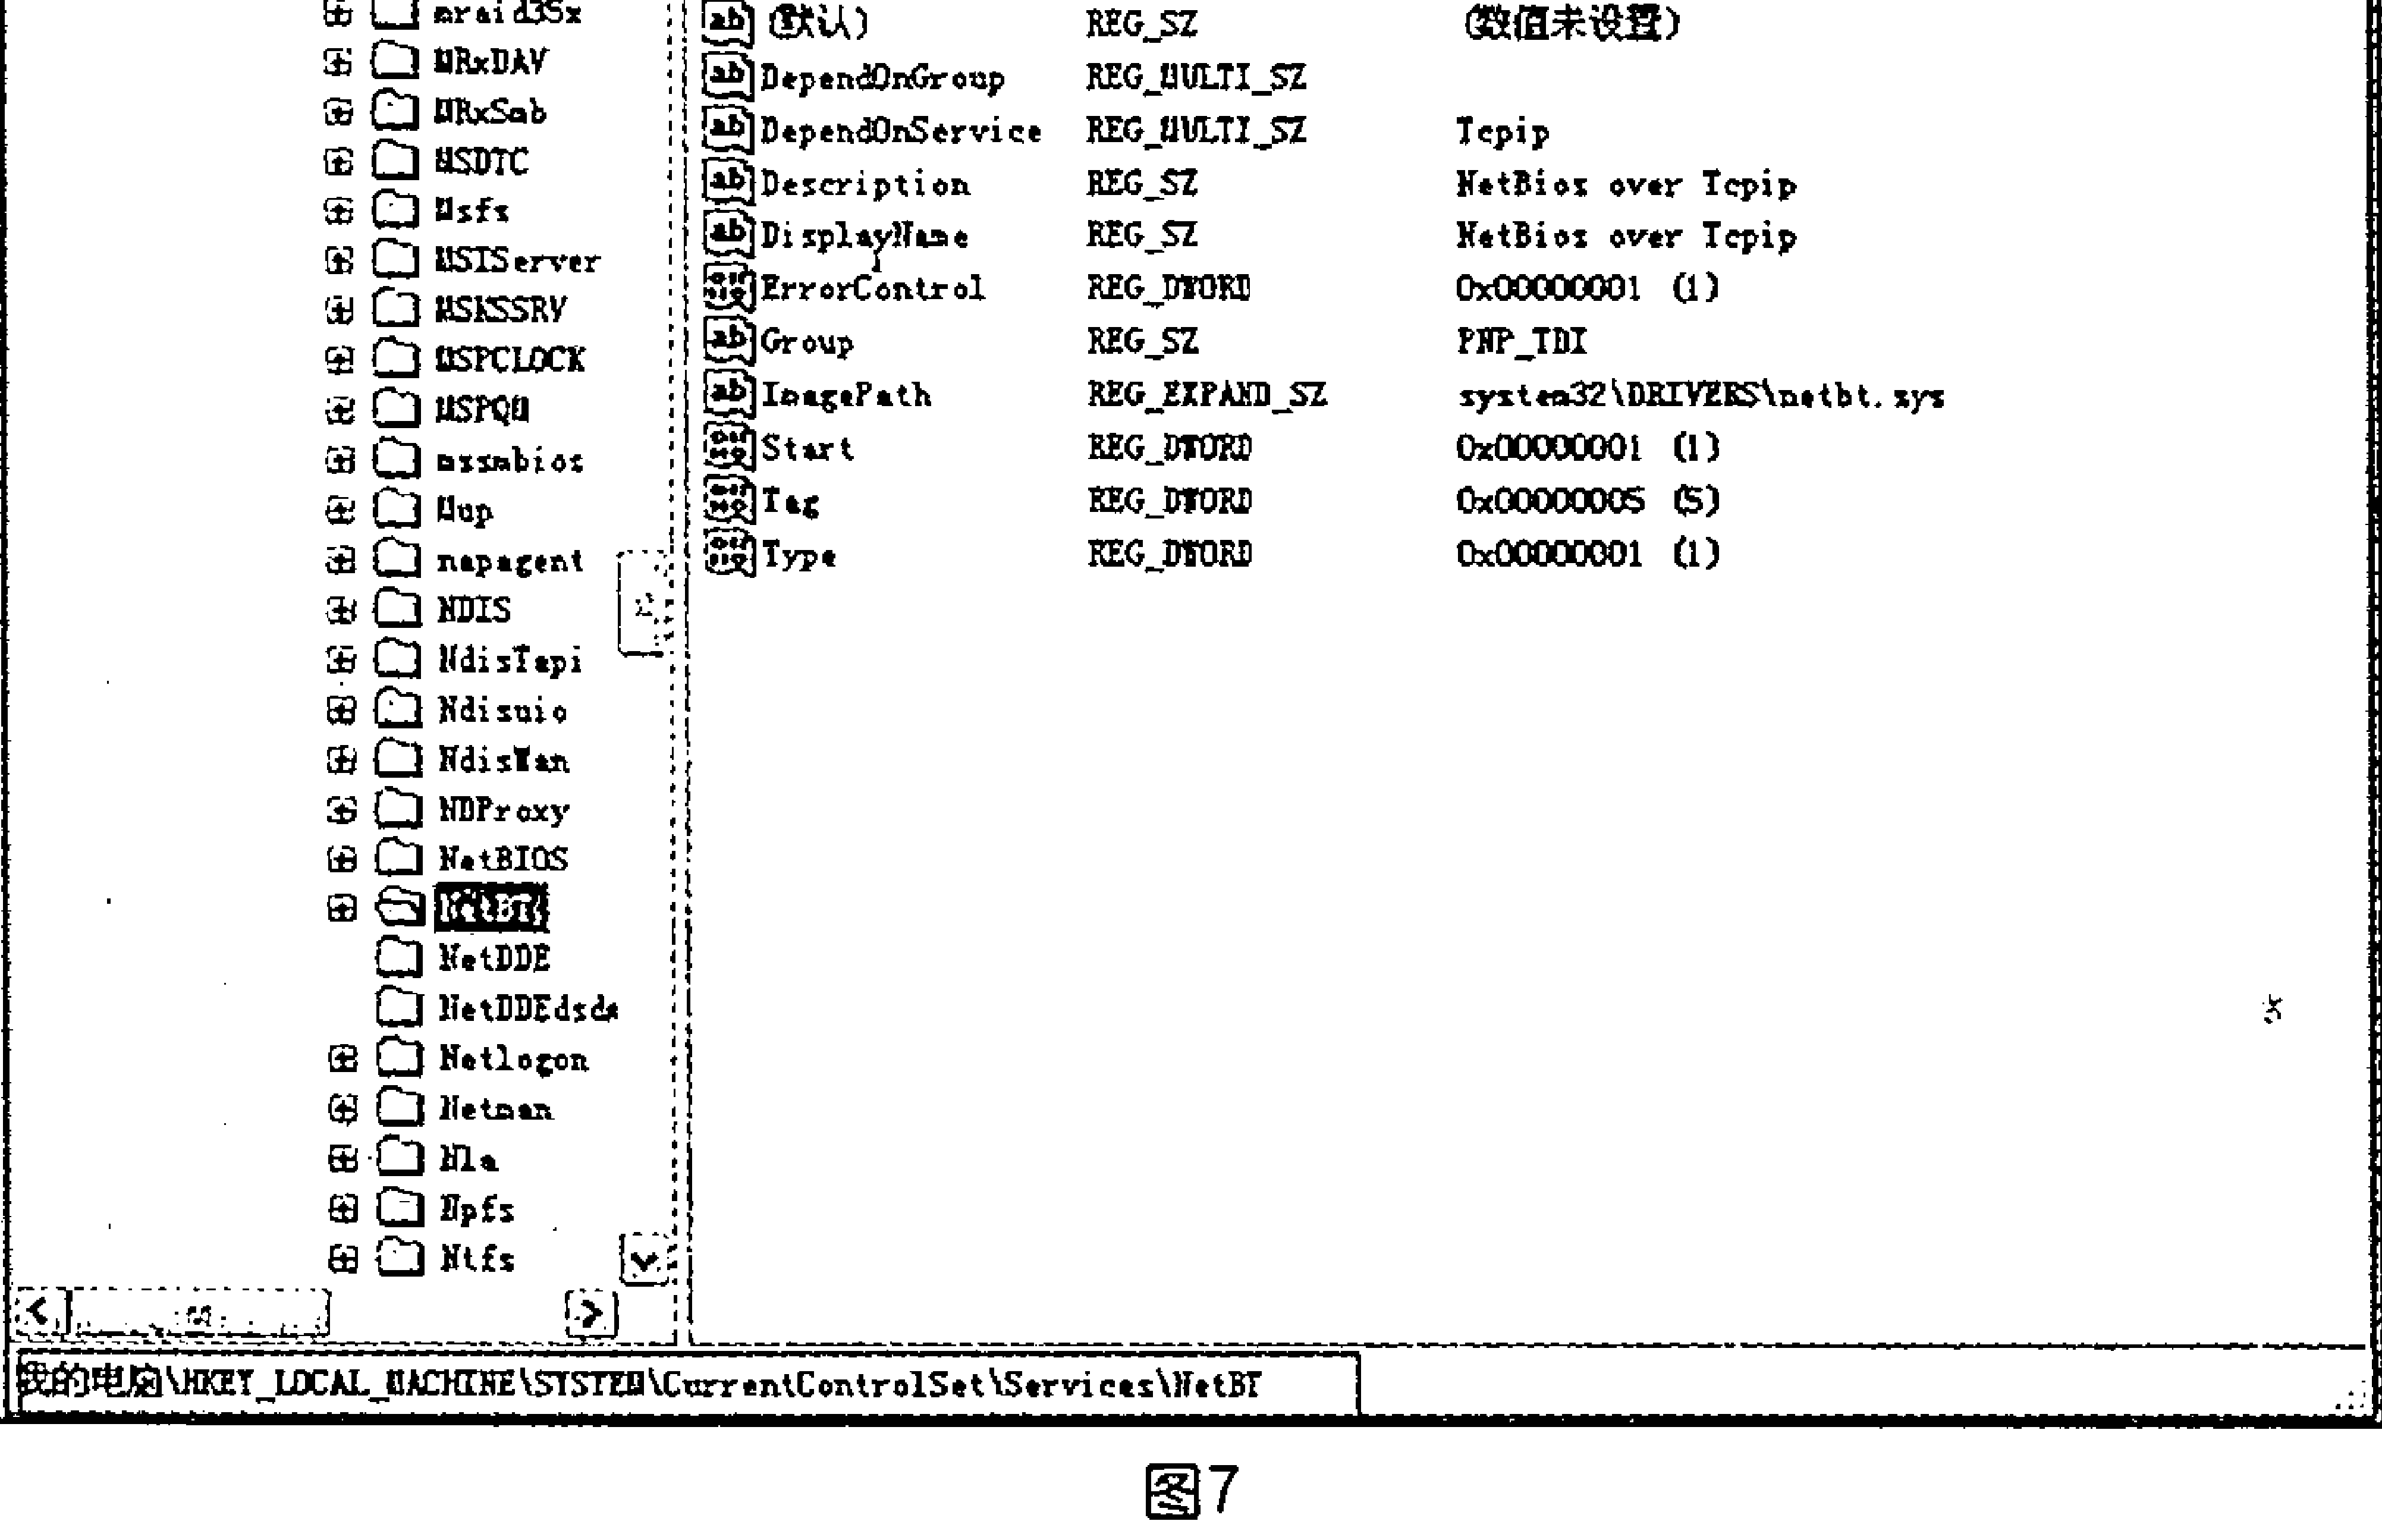 mraid35x
MRxDAV
MRxSmb
MSDTC
Msfs
MSIServer
MSKSSRV
MSPCLOCK
MSPQM
mssmbios
Mup
napagent
NDIS
NdisTapi
Ndisuio
NdisWan
NDProxy
NetBIOS
NetBT
NetDDE
NetDDEdsdm
Netlogon
Netman
Nla
Npfs
Ntfs
(默认) REG_SZ (数值未设置)
DependOnGroup REG_MULTI_SZ
DependOnService REG_MULTI_SZ Tcpip
Description REG_SZ NetBios over Tcpip
DisplayName REG_SZ NetBios over Tcpip
ErrorControl REG_DWORD 0x00000001 (1)
Group REG_SZ PNP_TDI
ImagePath REG_EXPAND_SZ system32\DRIVERS\netbt.sys
Start REG_DWORD 0x00000001 (1)
Tag REG_DWORD 0x00000005 (5)
Type REG_DWORD 0x00000001 (1)
我的电脑\HKEY_LOCAL_MACHINE\SYSTEM\CurrentControlSet\Services\NetBT
图7